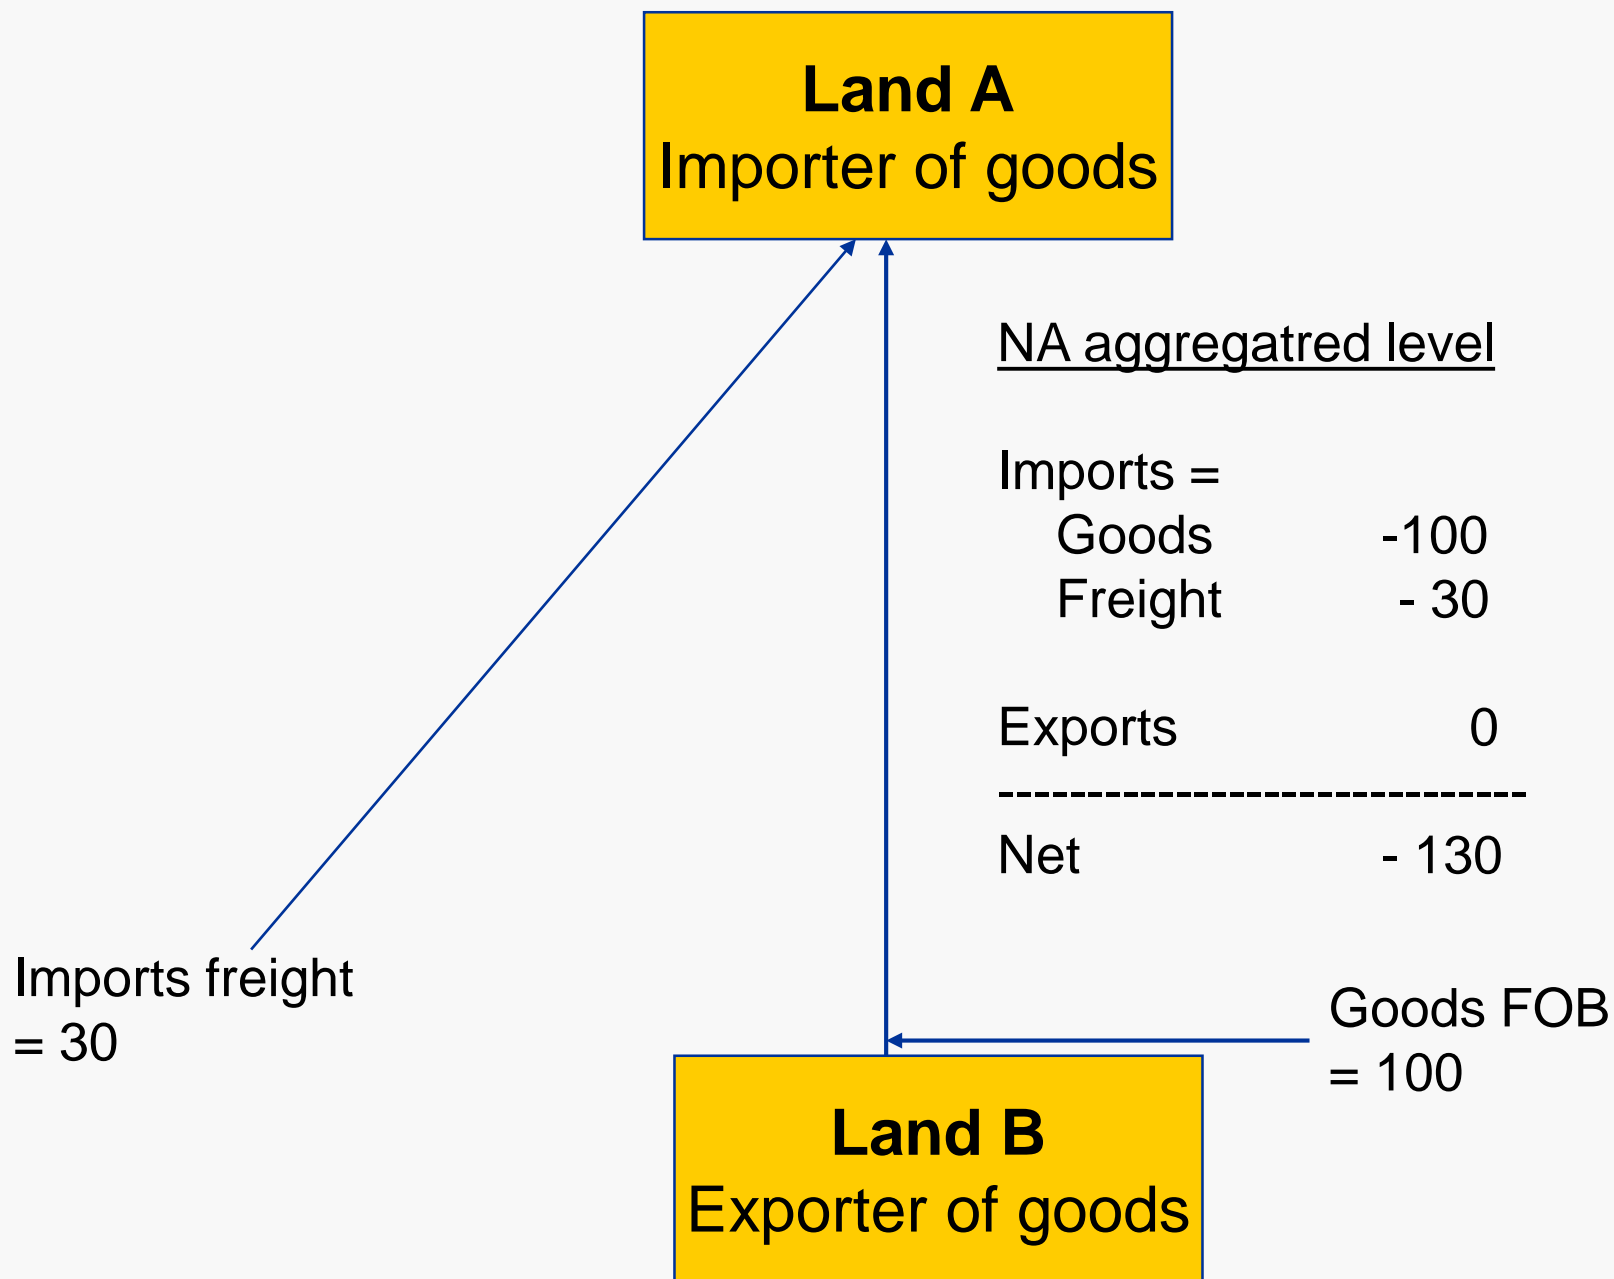 Land A
Importer of goods
NA aggregatred level
Imports =
Goods -100
Freight - 30
Exports 0
------------------------------
Net - 130
Imports freight
= 30
Goods FOB
= 100
Land B
Exporter of goods